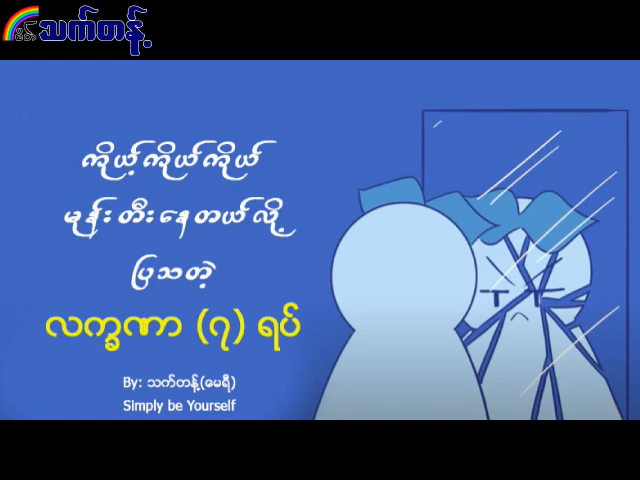 သက်တန့်
ကိုယ့်ကိုယ်ကိုယ်
မုန်းတီးနေတယ်လို့
ပြသတဲ့
လက္ခဏာ (၇) ရပ်
By: သက်တန့်(မေရီ)
Simply be Yourself